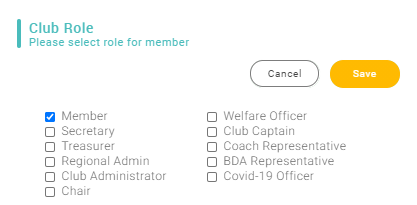 Club Role
Please select role for member
Cancel
Save
Member
Secretary
Treasurer
Regional Admin
Club Administrator
Chair
Welfare Officer
Club Captain
Coach Representative
BDA Representative
Covid-19 Officer